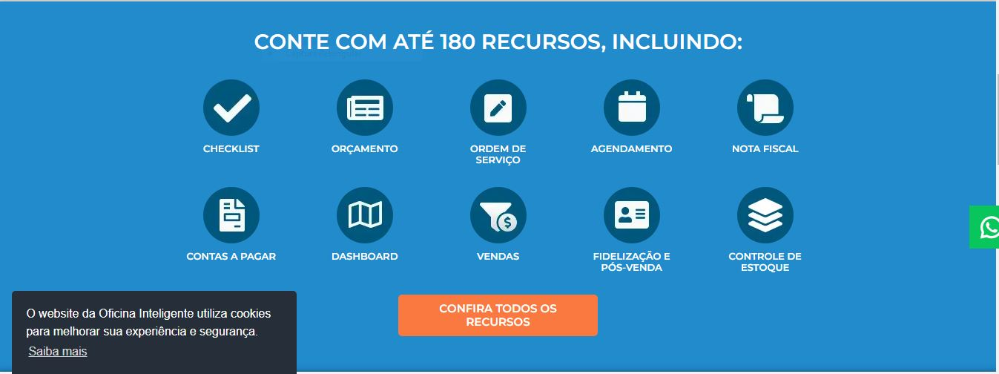 CONTE COM ATÉ 180 RECURSOS, INCLUINDO:
CHECKLIST
ORÇAMENTO
ORDEM DE
SERVIÇO
AGENDAMENTO
NOTA FISCAL
CONTAS A PAGAR
DASHBOARD
$
VENDAS
FIDELIZAÇÃO E
PÓS-VENDA
CONTROLE DE
ESTOQUE
CONFIRA TODOS OS
RECURSOS
O website da Oficina Inteligente utiliza cookies
para melhorar sua experiência e segurança.
Saiba mais